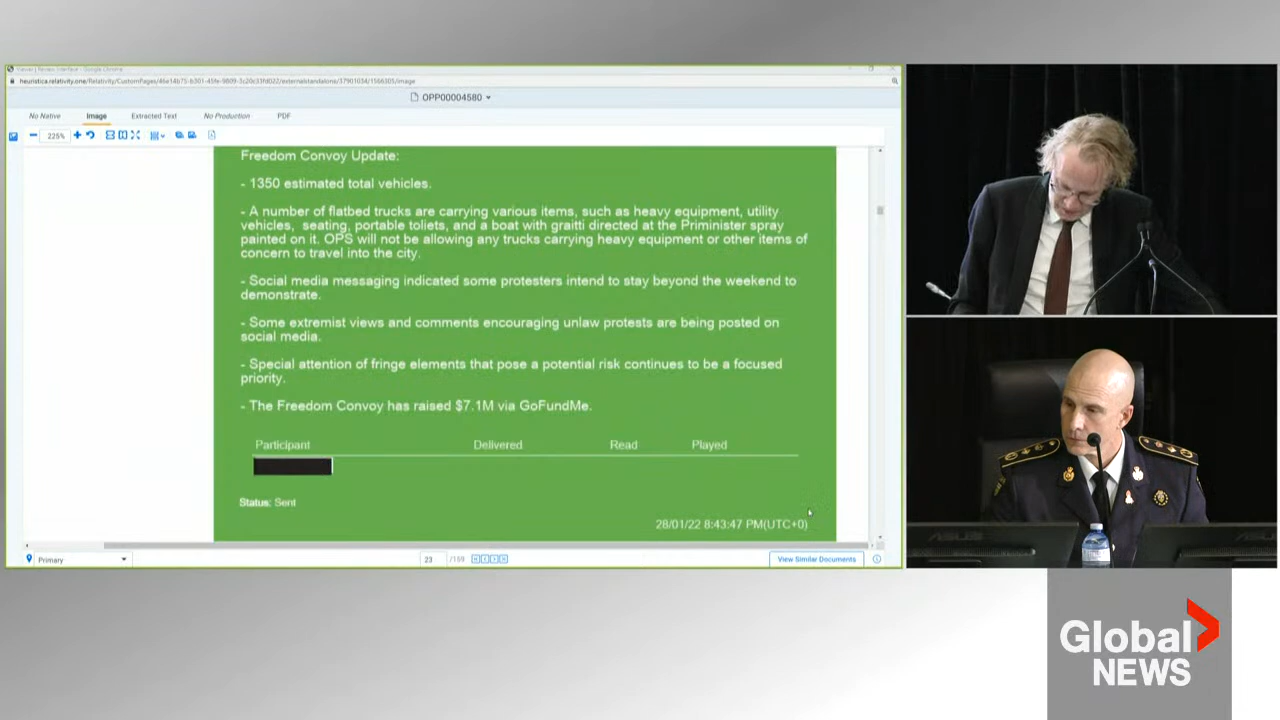 heuristica.relativity.one/Relativity/CustomPages/
OPP00004580
No Native Image Extracted Text No Production PDF
225%
Freedom Convoy Update:
- 1350 estimated total vehicles.
- A number of flatbed trucks are carrying various items, such as heavy equipment, utility
vehicles, seating, portable toliets, and a boat with graitti directed at the Priminister spray
painted on it. OPS will not be allowing any trucks carrying heavy equipment or other items of
concern to travel into the city.
- Social media messaging indicated some protesters intend to stay beyond the weekend to
demonstrate.
- Some extremist views and comments encouraging unlaw protests are being posted on
social media.
- Special attention of fringe elements that pose a potential risk continues to be a focused
priority.
- The Freedom Convoy has raised $7.1M via GoFundMe.
Participant Delivered Read Played
Status: Sent
28/01/22 8:43:47 PM(UTC+0)
Primary 23 /159 View Similar Documents
ASUS
Global
NEWS